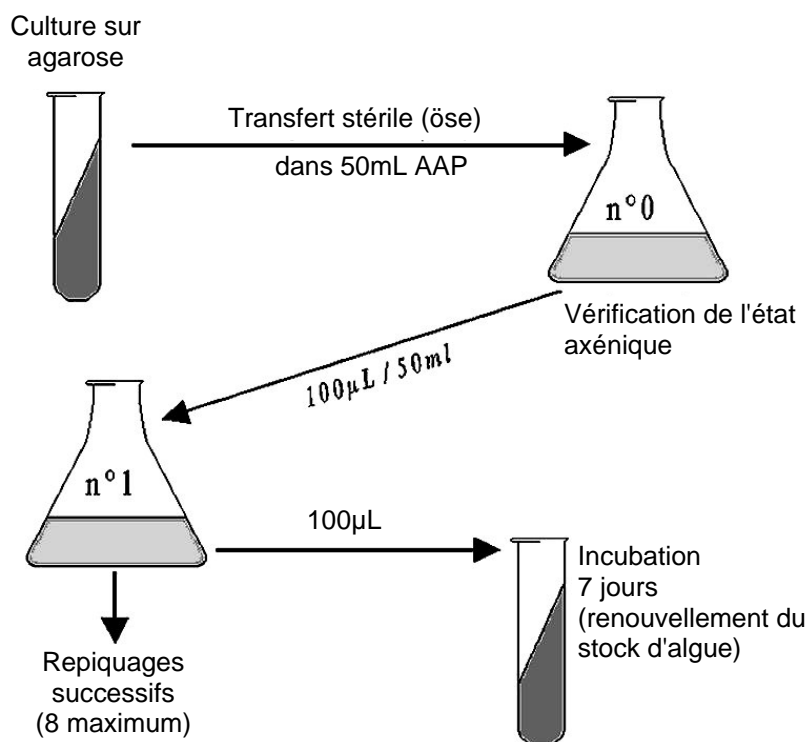 Culture sur
agarose
Transfert stérile (öse)
dans 50mL AAP
n°0
Vérification de l'état
axénique
100µL / 50ml
n°1
100µL
Incubation
7 jours
(renouvellement du
stock d'algue)
Repiquages
successifs
(8 maximum)